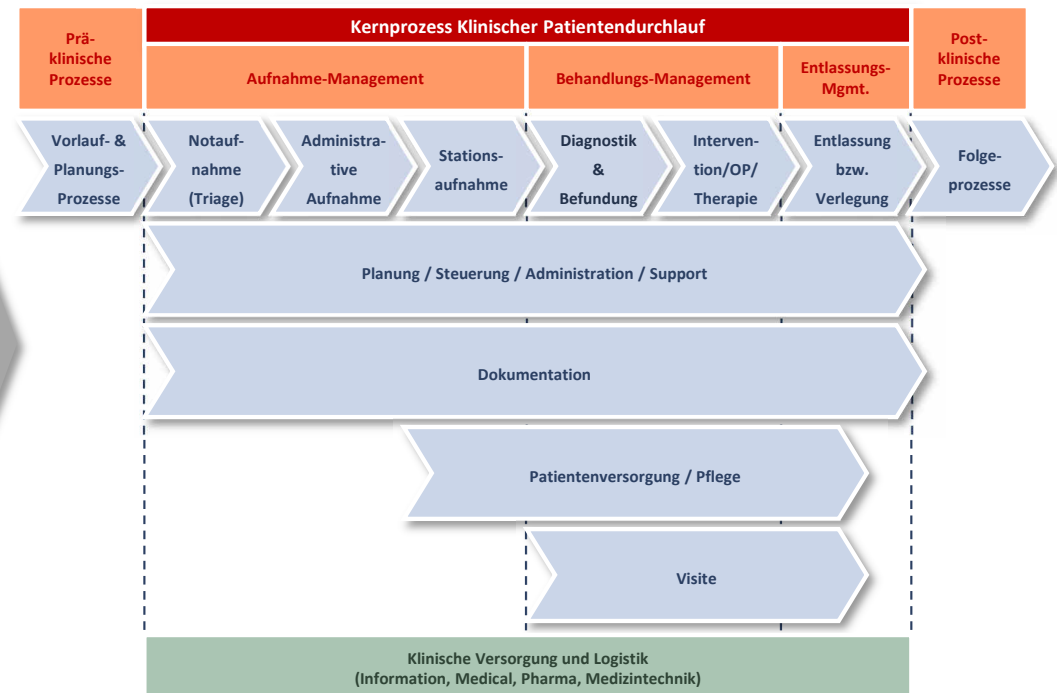 Prä-
klinische
Prozesse
Kernprozess Klinischer Patientendurchlauf
Post-
klinische
Prozesse
Aufnahme-Management
Behandlungs-Management
Entlassungs-
Mgmt.
Vorlauf- &
Planungs-
Prozesse
Notauf-
nahme
(Triage)
Administra-
tive
Aufnahme
Stations-
aufnahme
Diagnostik
&
Befundung
Interven-
tion/OP/
Therapie
Entlassung
bzw.
Verlegung
Folge-
prozesse
Planung / Steuerung / Administration / Support
Dokumentation
Patientenversorgung / Pflege
Visite
Klinische Versorgung und Logistik
(Information, Medical, Pharma, Medizintechnik)